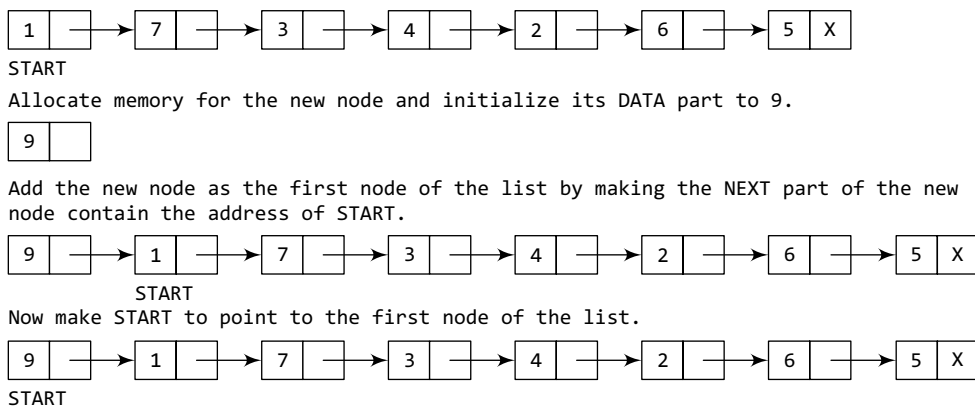 1 7 3 4 2 6 5 X
START
Allocate memory for the new node and initialize its DATA part to 9.
9
Add the new node as the first node of the list by making the NEXT part of the new
node contain the address of START.
9 1 7 3 4 2 6 5 X
START
Now make START to point to the first node of the list.
9 1 7 3 4 2 6 5 X
START